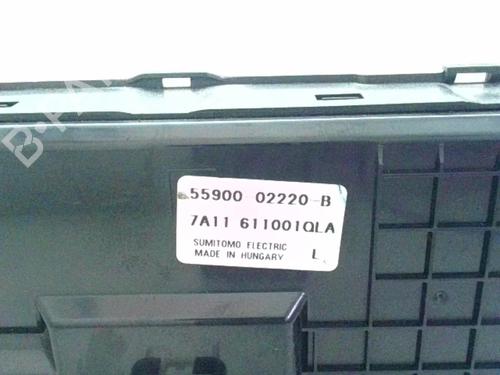 55900 02220-B
7A11 611001QLA
SUMITOMO ELECTRIC
MADE IN HUNGARY L